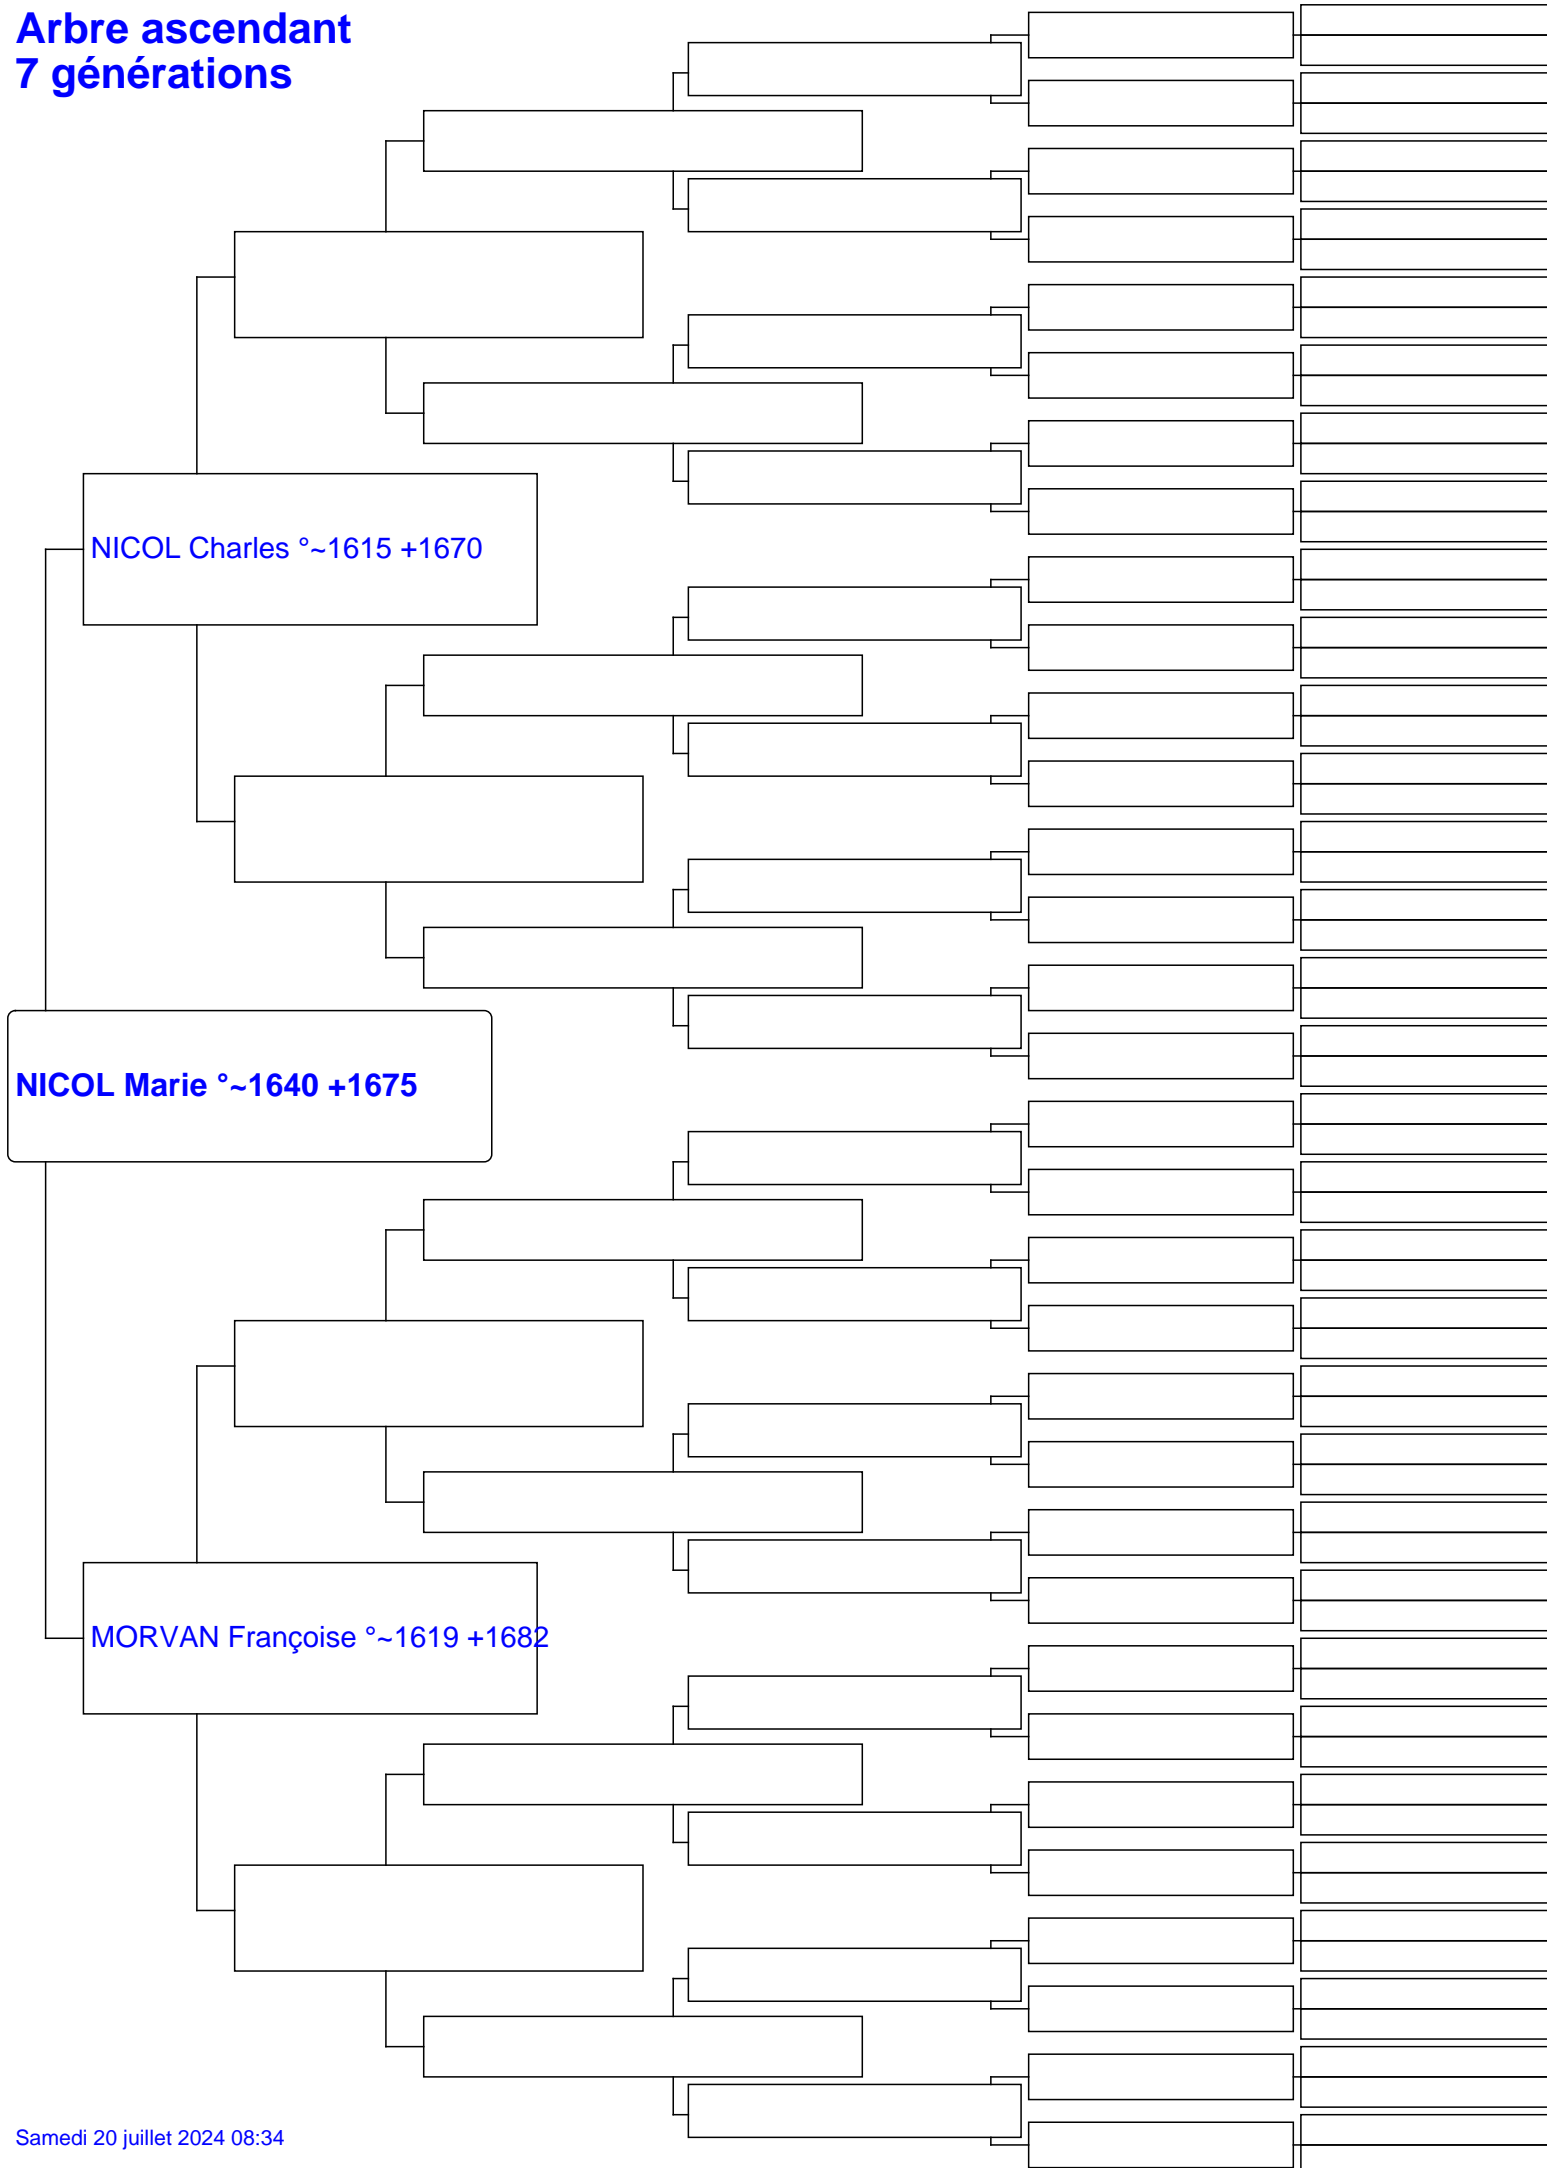 Arbre ascendant
7 générations
NICOL Charles °~1615 +1670
NICOL Marie °~1640 +1675
MORVAN Françoise °~1619 +1682
Samedi 20 juillet 2024 08:34